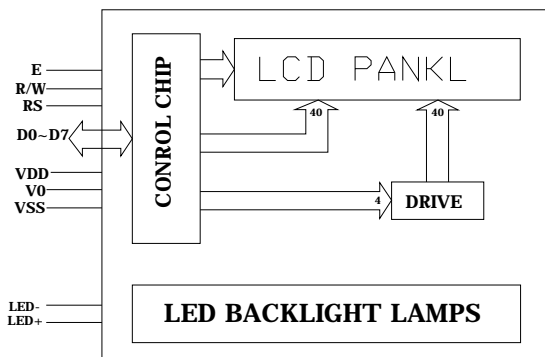 E
R/W
RS
D0~D7
VDD
V0
VSS
LED-
LED+
CONROL CHIP
LCD PANKL
40
40
4
DRIVE
LED BACKLIGHT LAMPS